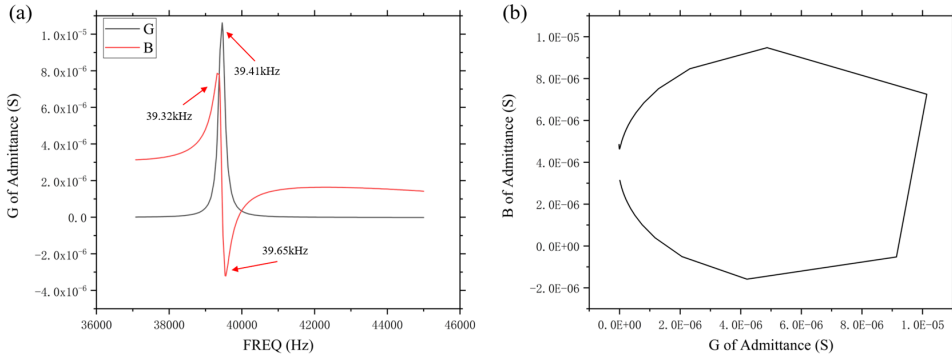 (a)
G
B
39.41kHz
39.32kHz
39.65kHz
1.0x10⁻⁵
8.0x10⁻⁶
6.0x10⁻⁶
4.0x10⁻⁶
2.0x10⁻⁶
0.0
-2.0x10⁻⁶
-4.0x10⁻⁶
G of Admittance (S)
36000 38000 40000 42000 44000 46000
FREQ (Hz)
(b)
1.0E-05
8.0E-06
6.0E-06
4.0E-06
2.0E-06
0.0E+00
-2.0E-06
B of Admittance (S)
0.0E+00 2.0E-06 4.0E-06 6.0E-06 8.0E-06 1.0E-05
G of Admittance (S)